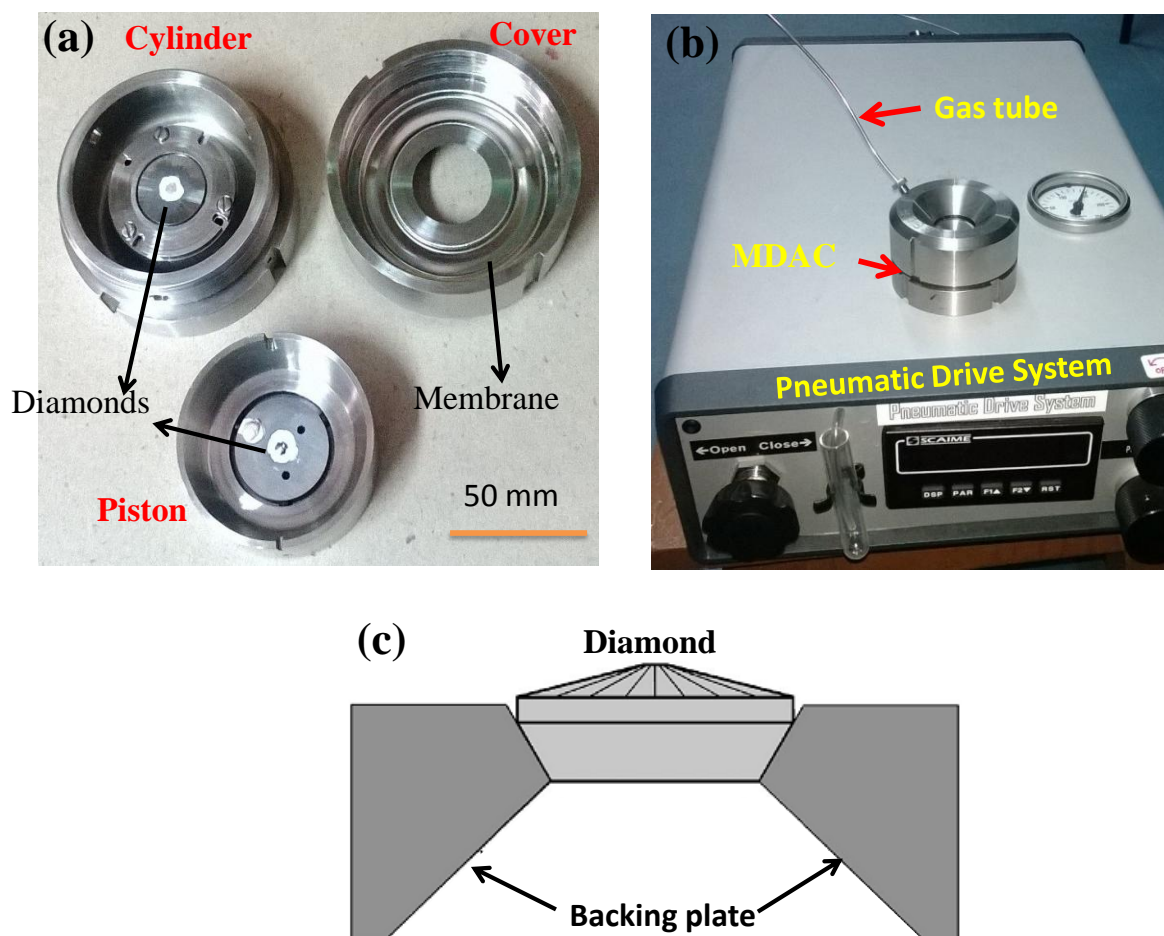 (a)
Cylinder
Cover
Diamonds
Membrane
Piston
50 mm
(b)
Gas tube
MDAC
Pneumatic Drive System
Pneumatic Drive System
←Open Close→
SCAIME
DSP PAR F1▲ F2▼ RST
(c)
Diamond
Backing plate